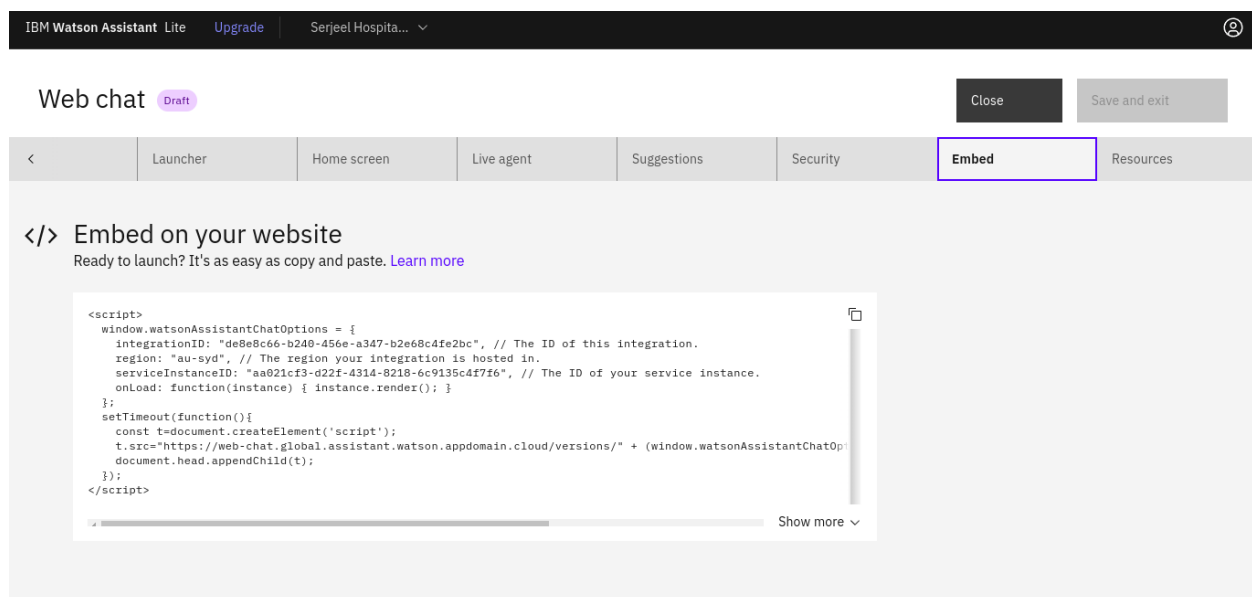 IBM Watson Assistant Lite Upgrade Serjeel Hospita...
Web chat Draft Close Save and exit
Launcher Home screen Live agent Suggestions Security Embed Resources
</> Embed on your website
Ready to launch? It's as easy as copy and paste. Learn more
<script>
window.watsonAssistantChatOptions = {
integrationID: "de8e8c66-b240-456e-a347-b2e68c4fe2bc", // The ID of this integration.
region: "au-syd", // The region your integration is hosted in.
serviceInstanceID: "aa021cf3-d22f-4314-8218-6c9135c4f7f6", // The ID of your service instance.
onLoad: function(instance) { instance.render(); }
};
setTimeout(function(){
const t=document.createElement('script');
t.src="https://web-chat.global.assistant.watson.appdomain.cloud/versions/" + (window.watsonAssistantChatOpt
document.head.appendChild(t);
});
</script>
Show more